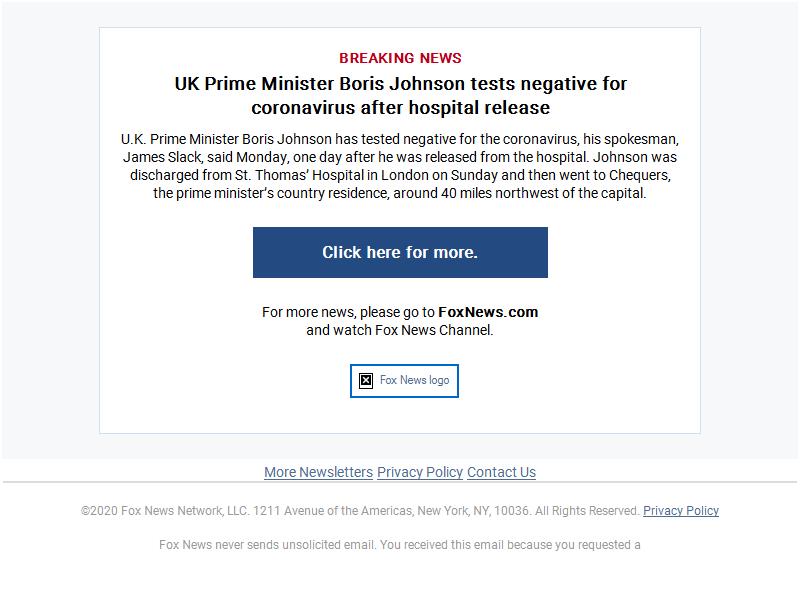 BREAKING NEWS
UK Prime Minister Boris Johnson tests negative for
coronavirus after hospital release
U.K. Prime Minister Boris Johnson has tested negative for the coronavirus, his spokesman,
James Slack, said Monday, one day after he was released from the hospital. Johnson was
discharged from St. Thomas’ Hospital in London on Sunday and then went to Chequers,
the prime minister’s country residence, around 40 miles northwest of the capital.
Click here for more.
For more news, please go to FoxNews.com
and watch Fox News Channel.
Fox News logo
More Newsletters Privacy Policy Contact Us
©2020 Fox News Network, LLC. 1211 Avenue of the Americas, New York, NY, 10036. All Rights Reserved. Privacy Policy
Fox News never sends unsolicited email. You received this email because you requested a